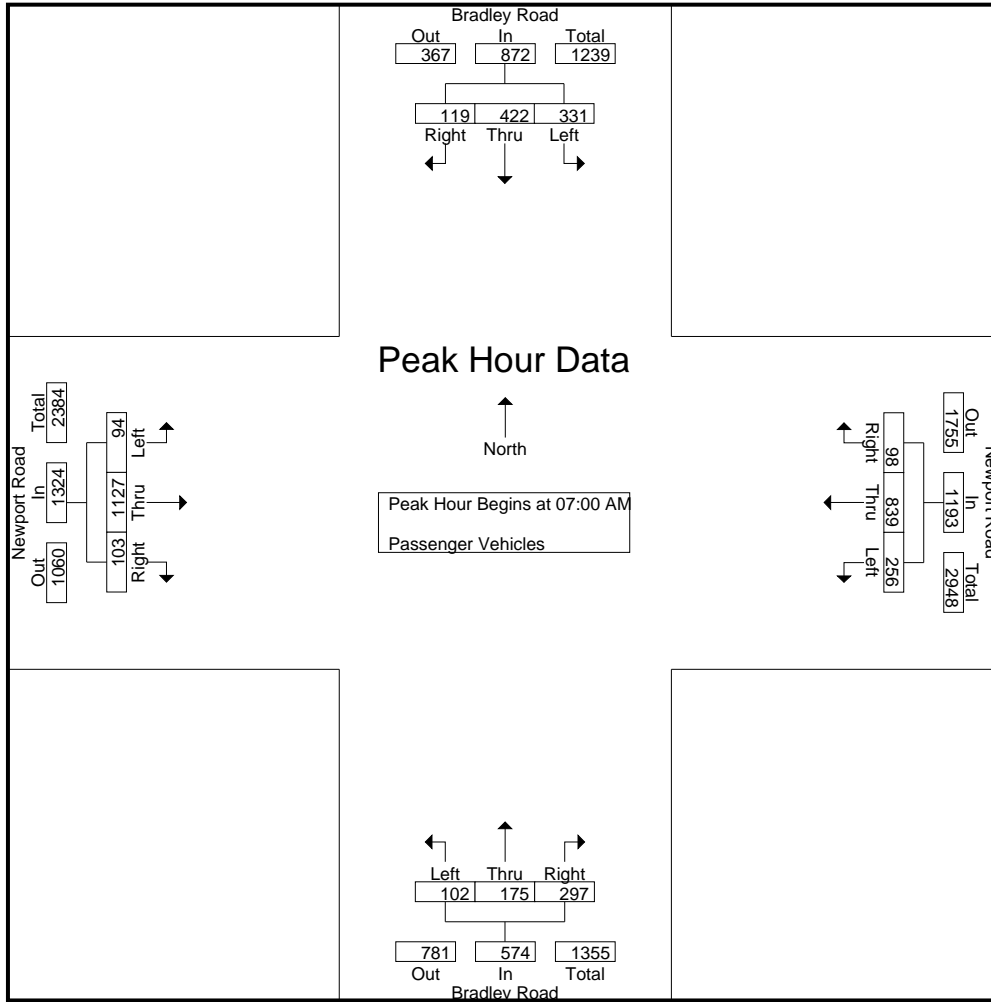 Bradley Road
Out In Total
367 872 1239
119 422 331
Right Thru Left
Peak Hour Data
North
Peak Hour Begins at 07:00 AM
Passenger Vehicles
Newport Road
Total In Out
2384 1324 1060
94 1127 103
Left Thru Right
Newport Road
Out In Total
1755 1193 2948
98 839 256
Right Thru Left
Left Thru Right
102 175 297
781 574 1355
Out In Total
Bradley Road